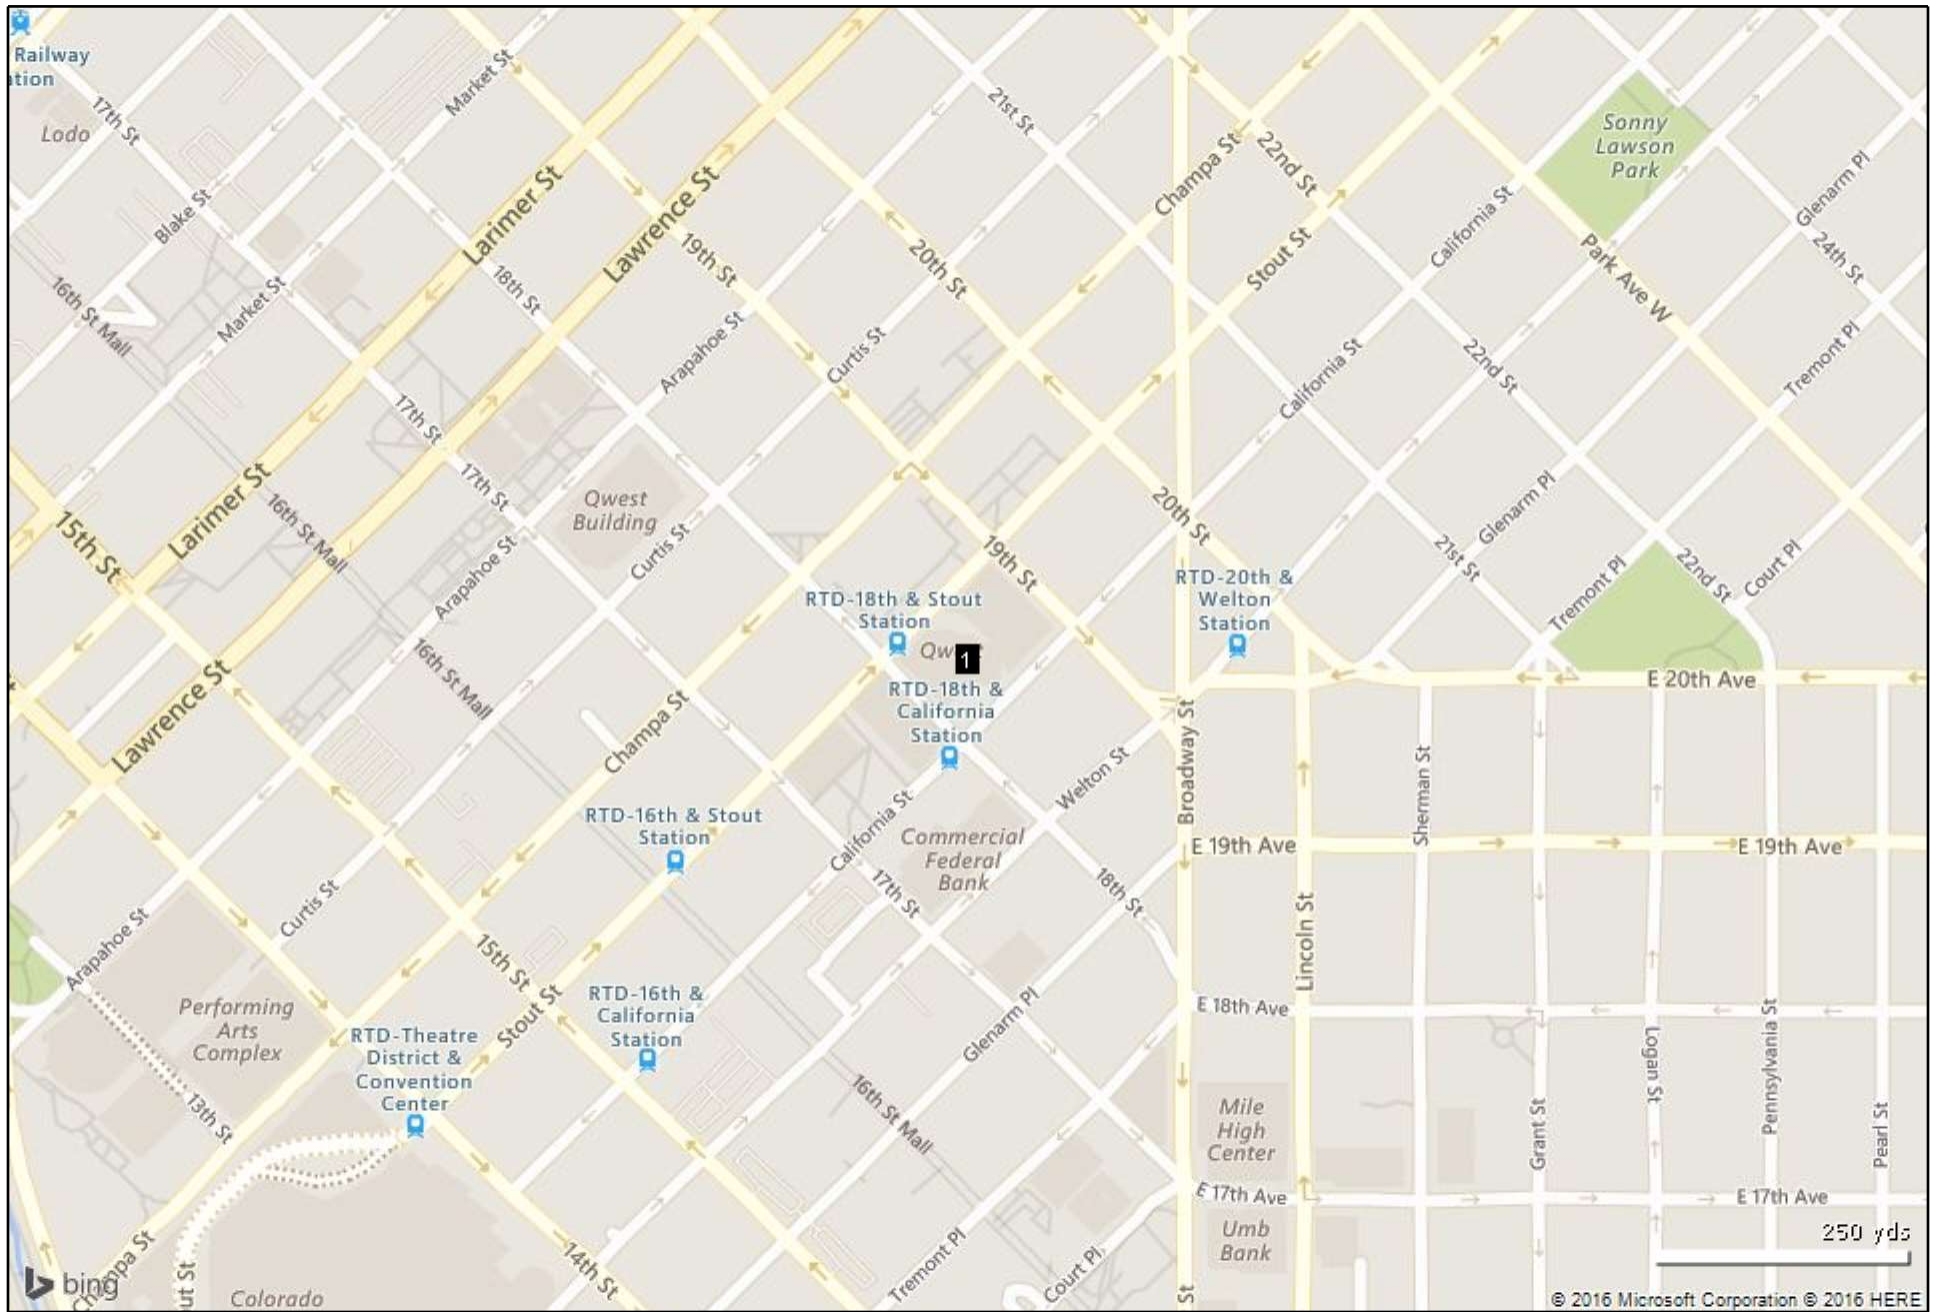 Railway
Market St
17th St
21st St
Lodo
Sonny
Lawson
Park
22nd St
Champa St
Glenarm Pl
California St
Larimer St
Lawrence St
Blake St
24th St
19th St
20th St
Stout St
Park Ave W
16th St Mall
Market St
18th St
Arapahoe St
Curtis St
California St
22nd St
Tremont Pl
17th St
Larimer St
17th St
16th St Mall
Qwest
Building
Curtis St
20th St
Glenarm Pl
15th St
Arapahoe St
19th St
21st St
22nd St
Court Pl
Tremont Pl
RTD-18th & Stout
Station
RTD-20th &
Welton
Station
1
16th St Mall
Lawrence St
RTD-18th &
California
Station
E 20th Ave
Champa St
Broadway St
Welton St
Sherman St
RTD-16th & Stout
Station
California St
Commercial
Federal
Bank
E 19th Ave
E 19th Ave
17th St
18th St
Curtis St
Arapahoe St
Lincoln St
15th St
Performing
Arts
Complex
RTD-16th &
California
Station
Stout St
Glenarm Pl
E 18th Ave
RTD-Theatre
District &
Convention
Center
Logan St
Pennsylvania St
16th St Mall
13th St
Mile
High
Center
Grant St
Pearl St
E 17th Ave
E 17th Ave
Umb
Bank
250 yds
14th St
Tremont Pl
Court Pl
Champa St
bing
Colorado
St
© 2016 Microsoft Corporation © 2016 HERE